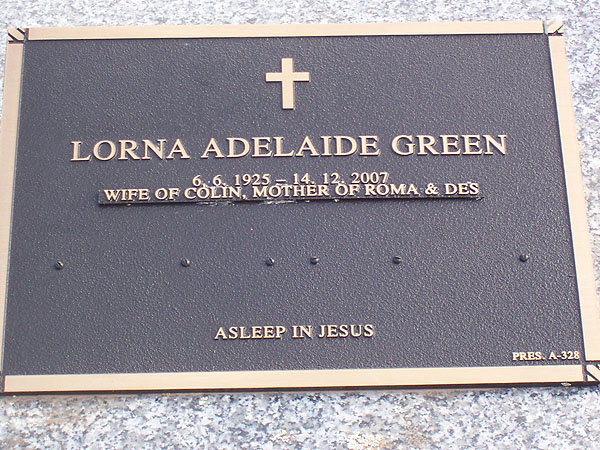 LORNA ADELAIDE GREEN
6. 6. 1925 – 14. 12. 2007
WIFE OF COLIN, MOTHER OF ROMA & DES
ASLEEP IN JESUS
PRES. A-328